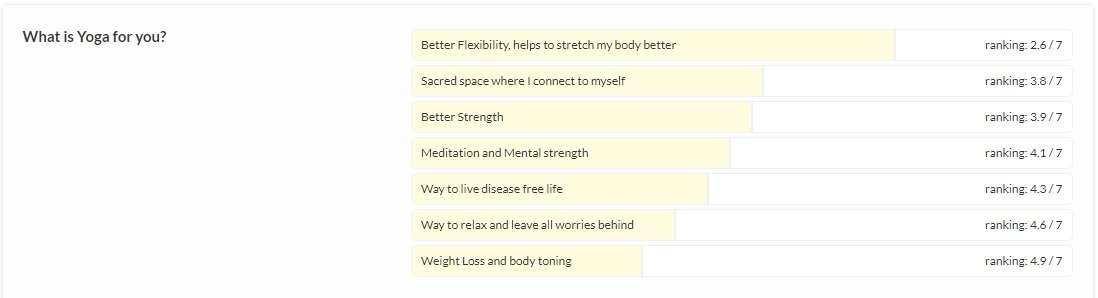 What is Yoga for you?
Better Flexibility, helps to stretch my body better ranking: 2.6 / 7
Sacred space where I connect to myself ranking: 3.8 / 7
Better Strength ranking: 3.9 / 7
Meditation and Mental strength ranking: 4.1 / 7
Way to live disease free life ranking: 4.3 / 7
Way to relax and leave all worries behind ranking: 4.6 / 7
Weight Loss and body toning ranking: 4.9 / 7